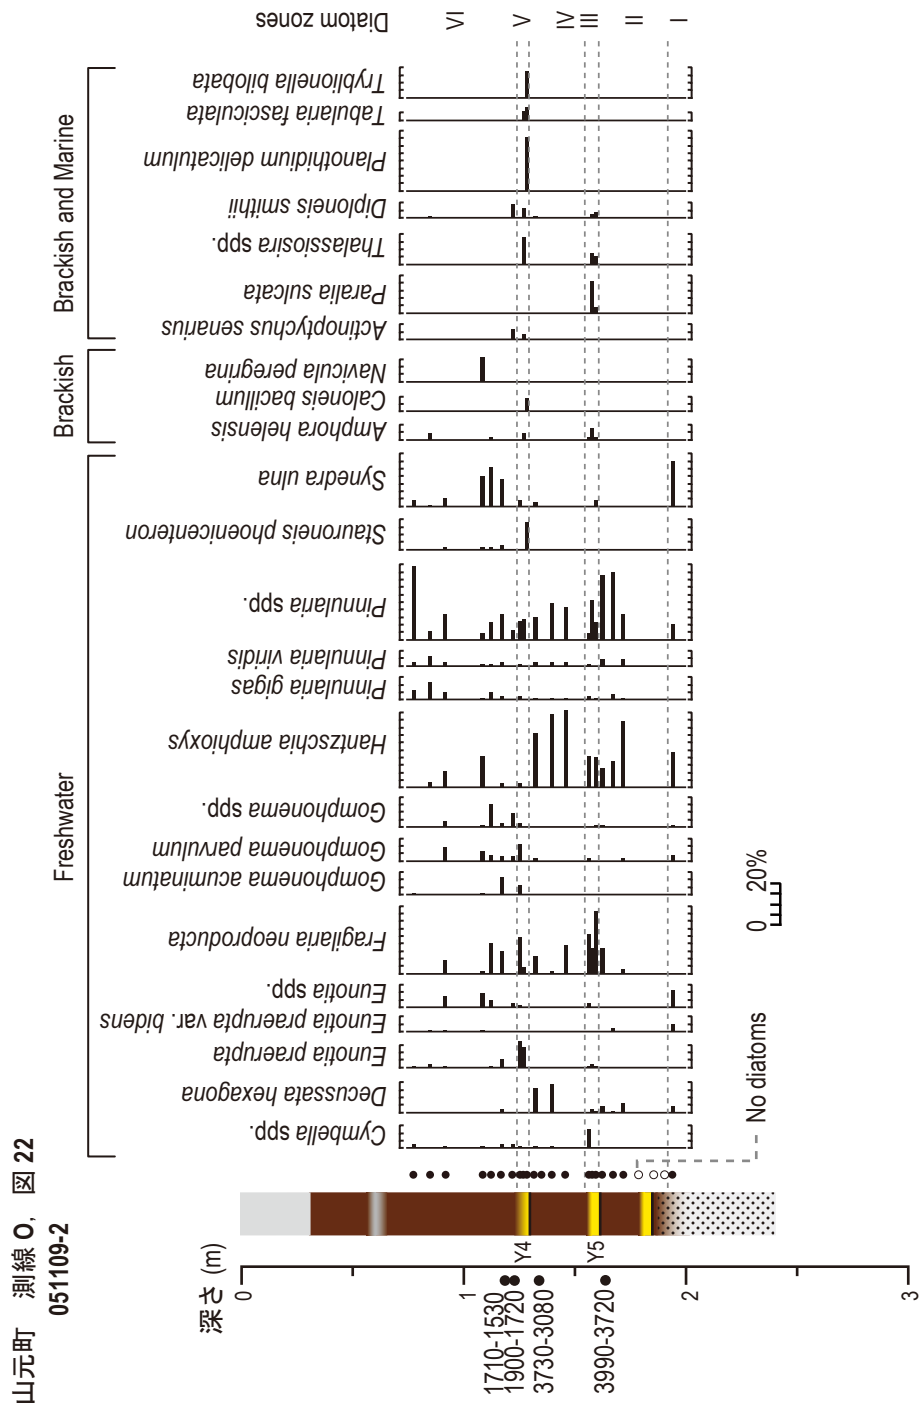 山元町　測線 O,　図 22
051109-2
深さ (m)
0
1
2
3
1710-1530
1900-1720
3730-3080
3990-3720
Y4
Y5
No diatoms
0 20%
Freshwater
Brackish
Brackish and Marine
Cymbella spp.
Decussata hexagona
Eunotia praerupta
Eunotia praerupta var. bidens
Eunotia spp.
Fragilaria neoproducta
Gomphonema acuminatum
Gomphonema parvulum
Gomphonema spp.
Hantzschia amphioxys
Pinnularia gigas
Pinnularia viridis
Pinnularia spp.
Stauroneis phoenicenteron
Synedra ulna
Amphora helensis
Caloneis bacillum
Navicula peregrina
Actinoptychus senarius
Paralia sulcata
Thalassiosira spp.
Diploneis smithii
Planothidium delicatulum
Tabularia fasciculata
Tryblionella bilobata
Diatom zones
VI
V
IV
III
II
I